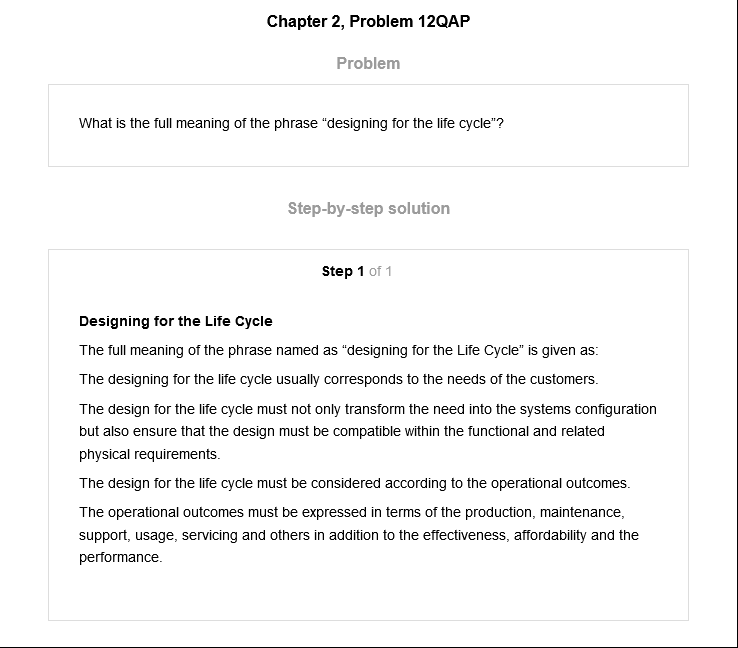 Chapter 2, Problem 12QAP
Problem
What is the full meaning of the phrase “designing for the life cycle”?
Step-by-step solution
Step 1 of 1
Designing for the Life Cycle
The full meaning of the phrase named as “designing for the Life Cycle” is given as:
The designing for the life cycle usually corresponds to the needs of the customers.
The design for the life cycle must not only transform the need into the systems configuration
but also ensure that the design must be compatible within the functional and related
physical requirements.
The design for the life cycle must be considered according to the operational outcomes.
The operational outcomes must be expressed in terms of the production, maintenance,
support, usage, servicing and others in addition to the effectiveness, affordability and the
performance.